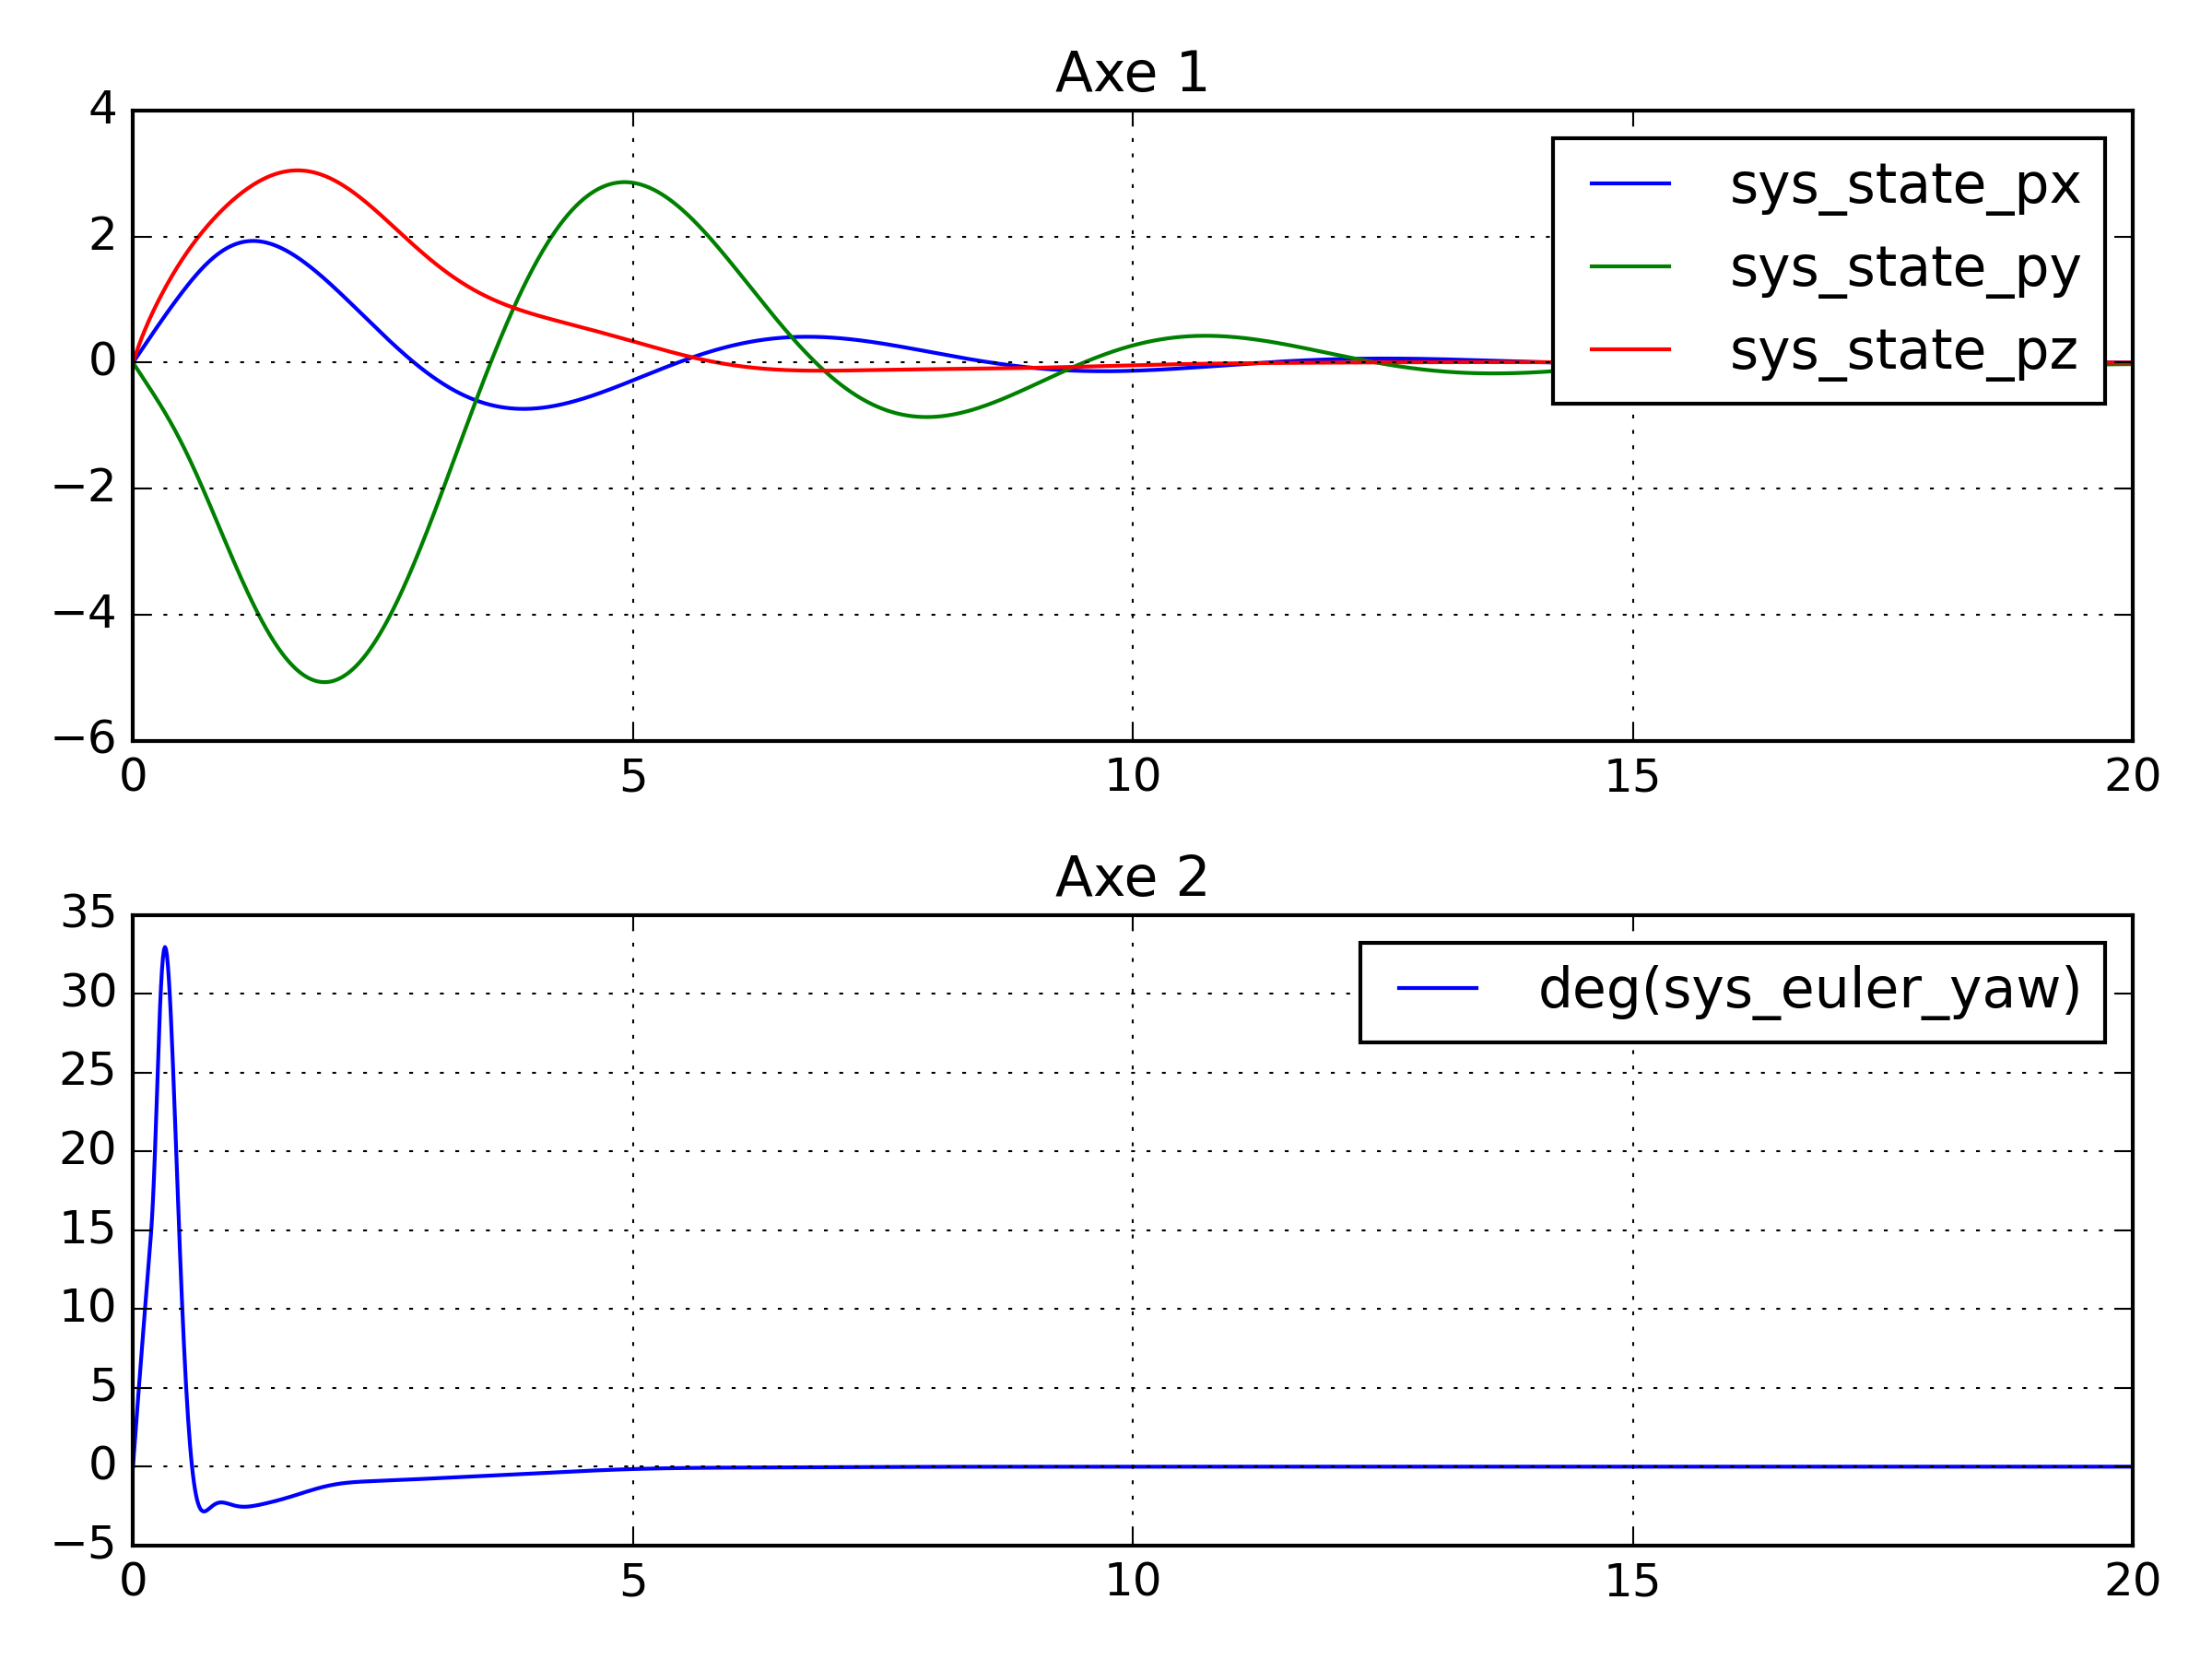 Axe 1
4
2
0
−2
−4
−6
0 5 10 15 20
sys_state_px
sys_state_py
sys_state_pz
Axe 2
35
30
25
20
15
10
5
0
−5
0 5 10 15 20
deg(sys_euler_yaw)